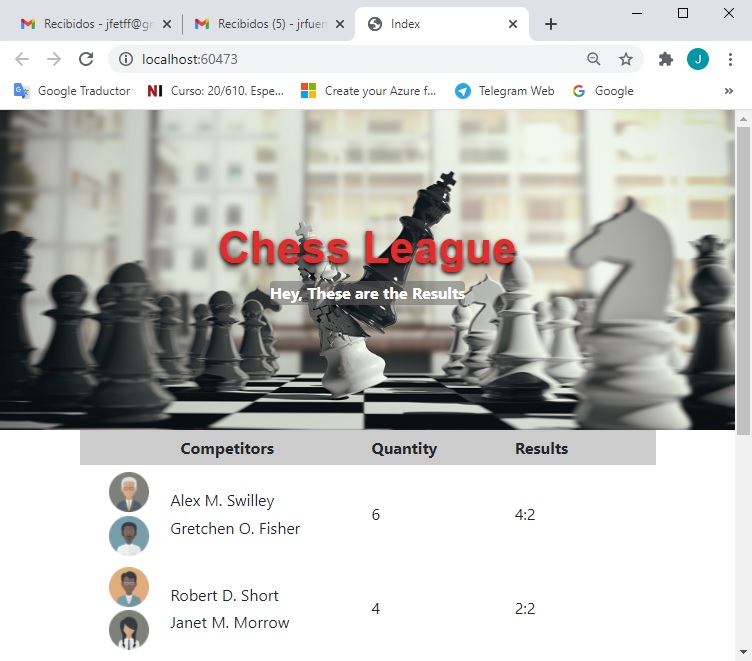 Recibidos - jfetff@gr
Recibidos (5) - jrfuen
Index
localhost:60473
J
Google Traductor
NI
Curso: 20/610. Espe...
Create your Azure f...
Telegram Web
Google
»
Chess League
Hey, These are the Results
Competitors Quantity Results
Alex M. Swilley
Gretchen O. Fisher
6
4:2
Robert D. Short
Janet M. Morrow
4
2:2